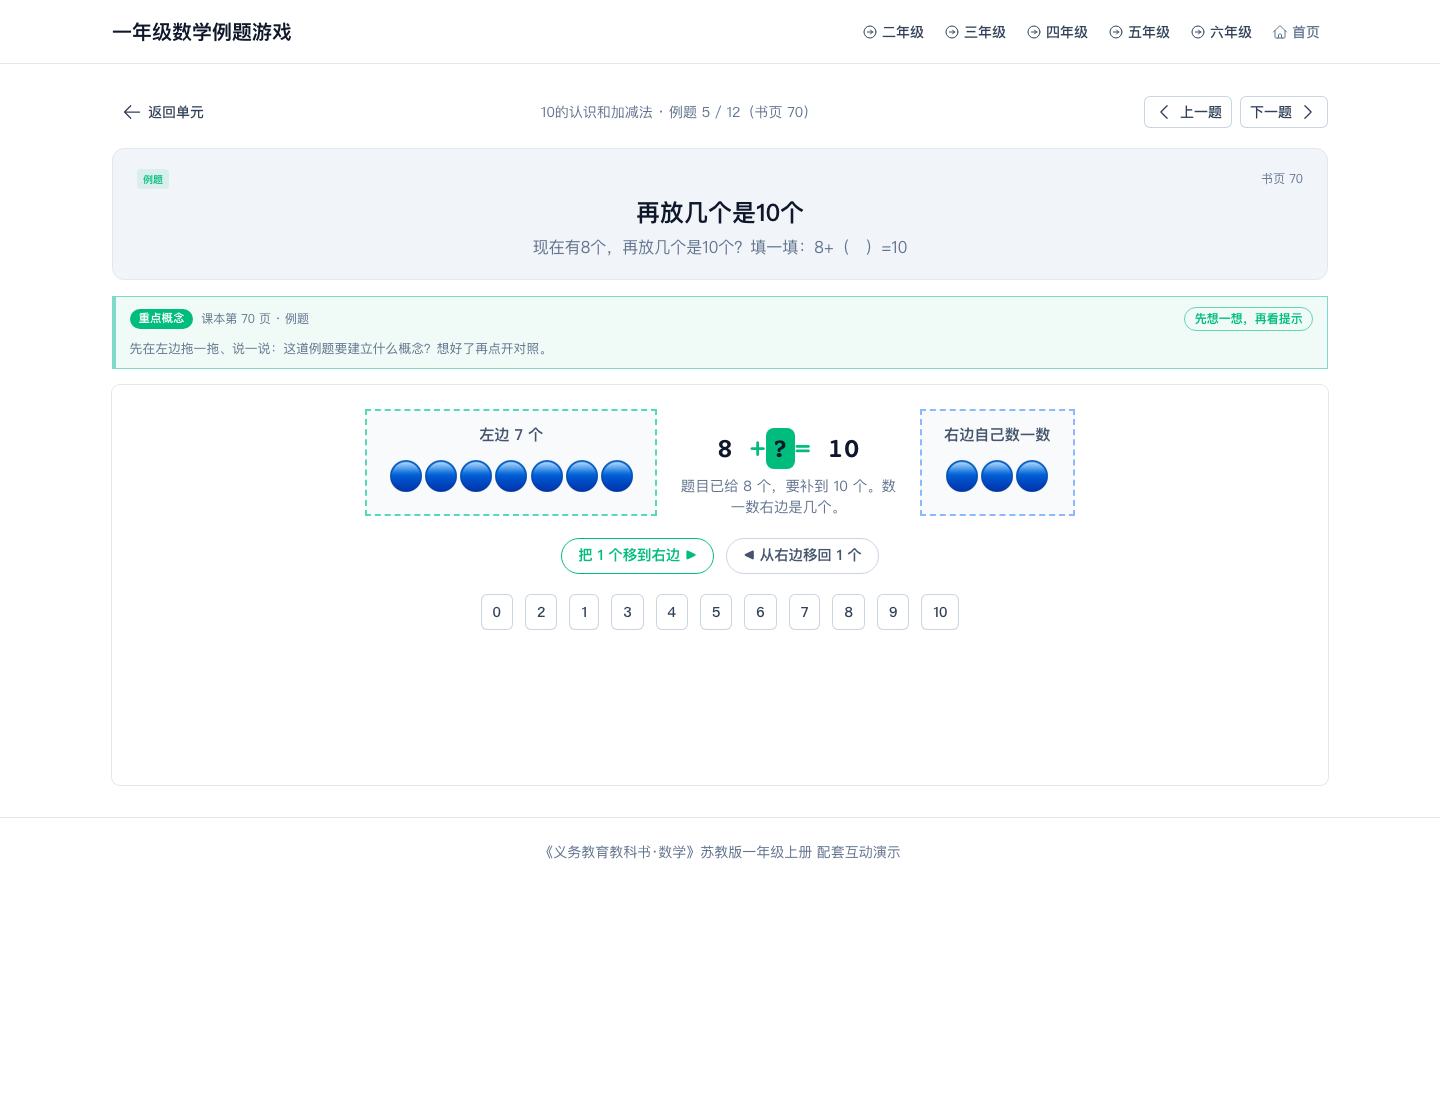 一年级数学例题游戏
二年级 三年级 四年级 五年级 六年级 首页
返回单元
10的认识和加减法 · 例题 5 / 12（书页 70）
上一题 下一题
例题
书页 70
再放几个是10个
现在有8个，再放几个是10个？填一填：8+（　）=10
重点概念 课本第 70 页 · 例题
先想一想，再看提示
先在左边拖一拖、说一说：这道例题要建立什么概念？想好了再点开对照。
左边 7 个
8 + ? = 10
题目已给 8 个，要补到 10 个。数
一数右边是几个。
右边自己数一数
把 1 个移到右边 ▶
◀ 从右边移回 1 个
0 2 1 3 4 5 6 7 8 9 10
《义务教育教科书·数学》苏教版一年级上册 配套互动演示